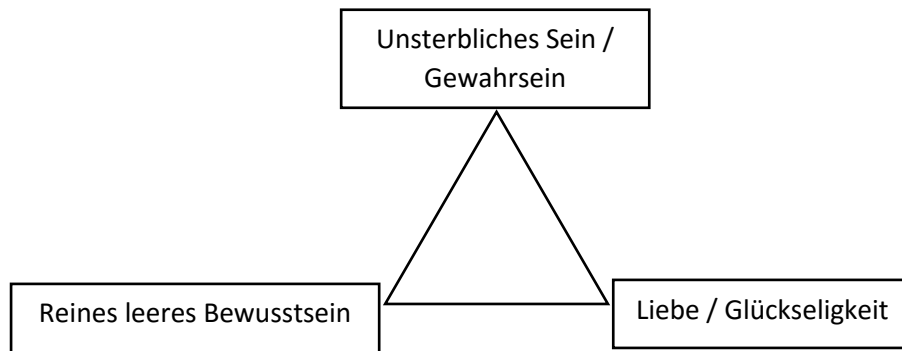 Unsterbliches Sein /
Gewahrsein
Reines leeres Bewusstsein
Liebe / Glückseligkeit